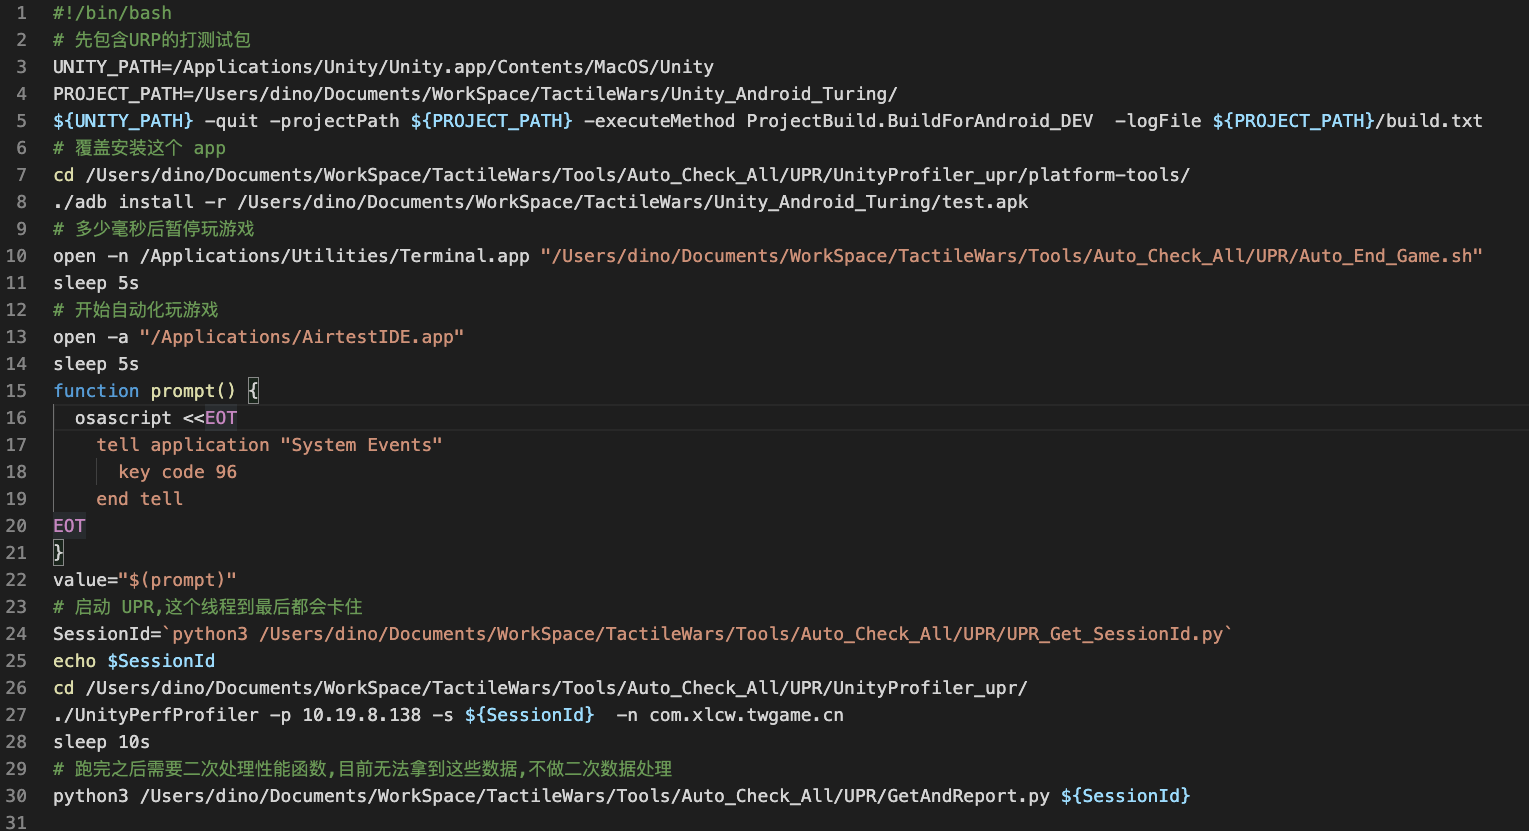 1 #!/bin/bash
2 # 先包含URP的打测试包
3 UNITY_PATH=/Applications/Unity/Unity.app/Contents/MacOS/Unity
4 PROJECT_PATH=/Users/dino/Documents/WorkSpace/TactileWars/Unity_Android_Turing/
5 ${UNITY_PATH} -quit -projectPath ${PROJECT_PATH} -executeMethod ProjectBuild.BuildForAndroid_DEV  -logFile ${PROJECT_PATH}/build.txt
6 # 覆盖安装这个 app
7 cd /Users/dino/Documents/WorkSpace/TactileWars/Tools/Auto_Check_All/UPR/UnityProfiler_upr/platform-tools/
8 ./adb install -r /Users/dino/Documents/WorkSpace/TactileWars/Unity_Android_Turing/test.apk
9 # 多少毫秒后暂停玩游戏
10 open -n /Applications/Utilities/Terminal.app "/Users/dino/Documents/WorkSpace/TactileWars/Tools/Auto_Check_All/UPR/Auto_End_Game.sh"
11 sleep 5s
12 # 开始自动化玩游戏
13 open -a "/Applications/AirtestIDE.app"
14 sleep 5s
15 function prompt() {
16   osascript <<EOT
17     tell application "System Events"
18       key code 96
19     end tell
20 EOT
21 }
22 value="$(prompt)"
23 # 启动 UPR,这个线程到最后都会卡住
24 SessionId=`python3 /Users/dino/Documents/WorkSpace/TactileWars/Tools/Auto_Check_All/UPR/UPR_Get_SessionId.py`
25 echo $SessionId
26 cd /Users/dino/Documents/WorkSpace/TactileWars/Tools/Auto_Check_All/UPR/UnityProfiler_upr/
27 ./UnityPerfProfiler -p 10.19.8.138 -s ${SessionId}  -n com.xlcw.twgame.cn
28 sleep 10s
29 # 跑完之后需要二次处理性能函数,目前无法拿到这些数据,不做二次数据处理
30 python3 /Users/dino/Documents/WorkSpace/TactileWars/Tools/Auto_Check_All/UPR/GetAndReport.py ${SessionId}
31